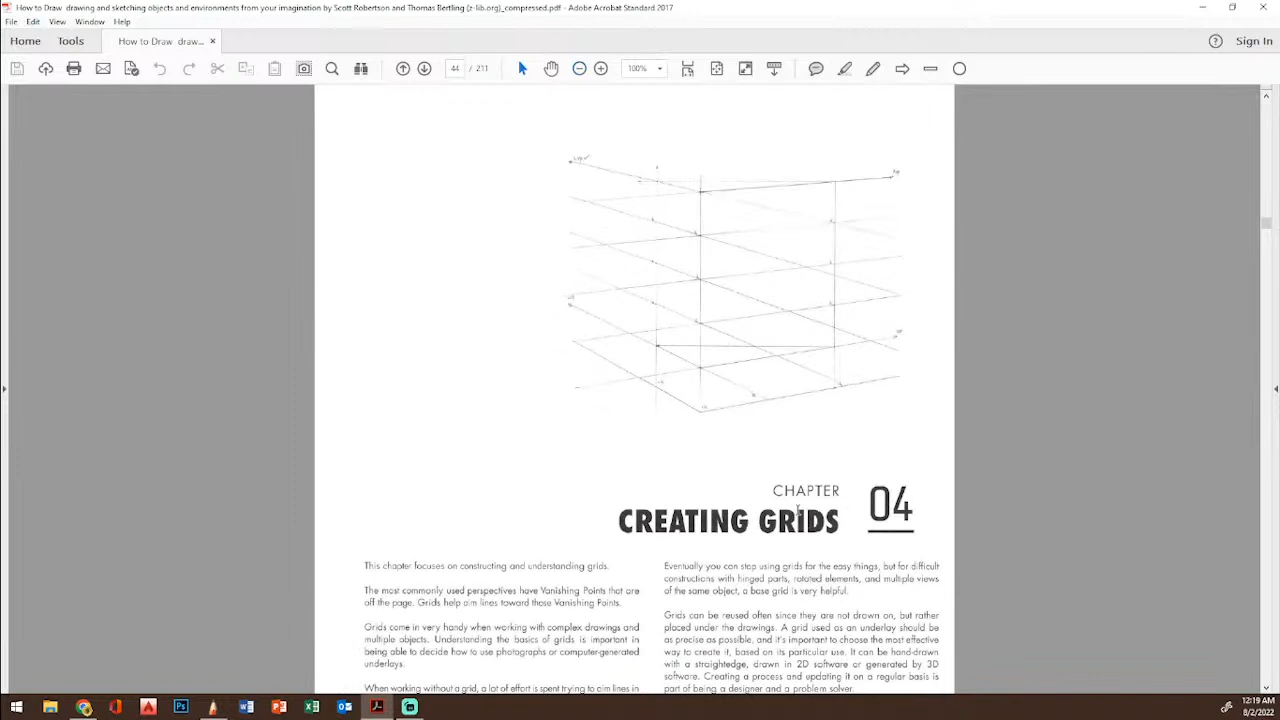 How to Draw drawing and sketching objects and environments from your imagination by Scott Robertson and Thomas Bertling (z-lib.org)_compressed.pdf - Adobe Acrobat Standard 2017
File Edit View Window Help
Home Tools How to Draw draw... × Sign In
44 / 211 100%
CHAPTER 04
CREATING GRIDS
This chapter focuses on constructing and understanding grids.
The most commonly used perspectives have Vanishing Points that are
off the page. Grids help aim lines toward those Vanishing Points.
Grids come in very handy when working with complex drawings and
multiple objects. Understanding the basics of grids is important in
being able to decide how to use photographs or computer-generated
underlays.
When working without a grid, a lot of effort is spent trying to aim lines in
Eventually you can stop using grids for the easy things, but for difficult
constructions with hinged parts, rotated elements, and multiple views
of the same object, a base grid is very helpful.
Grids can be reused often since they are not drawn on, but rather
placed under the drawings. A grid used as an underlay should be
as precise as possible, and it's important to choose the most effective
way to create it, based on its particular use. It can be hand-drawn
with a straightedge, drawn in 2D software or generated by 3D
software. Creating a process and updating it on a regular basis is
part of being a designer and a problem solver.
12:19 AM
8/2/2022